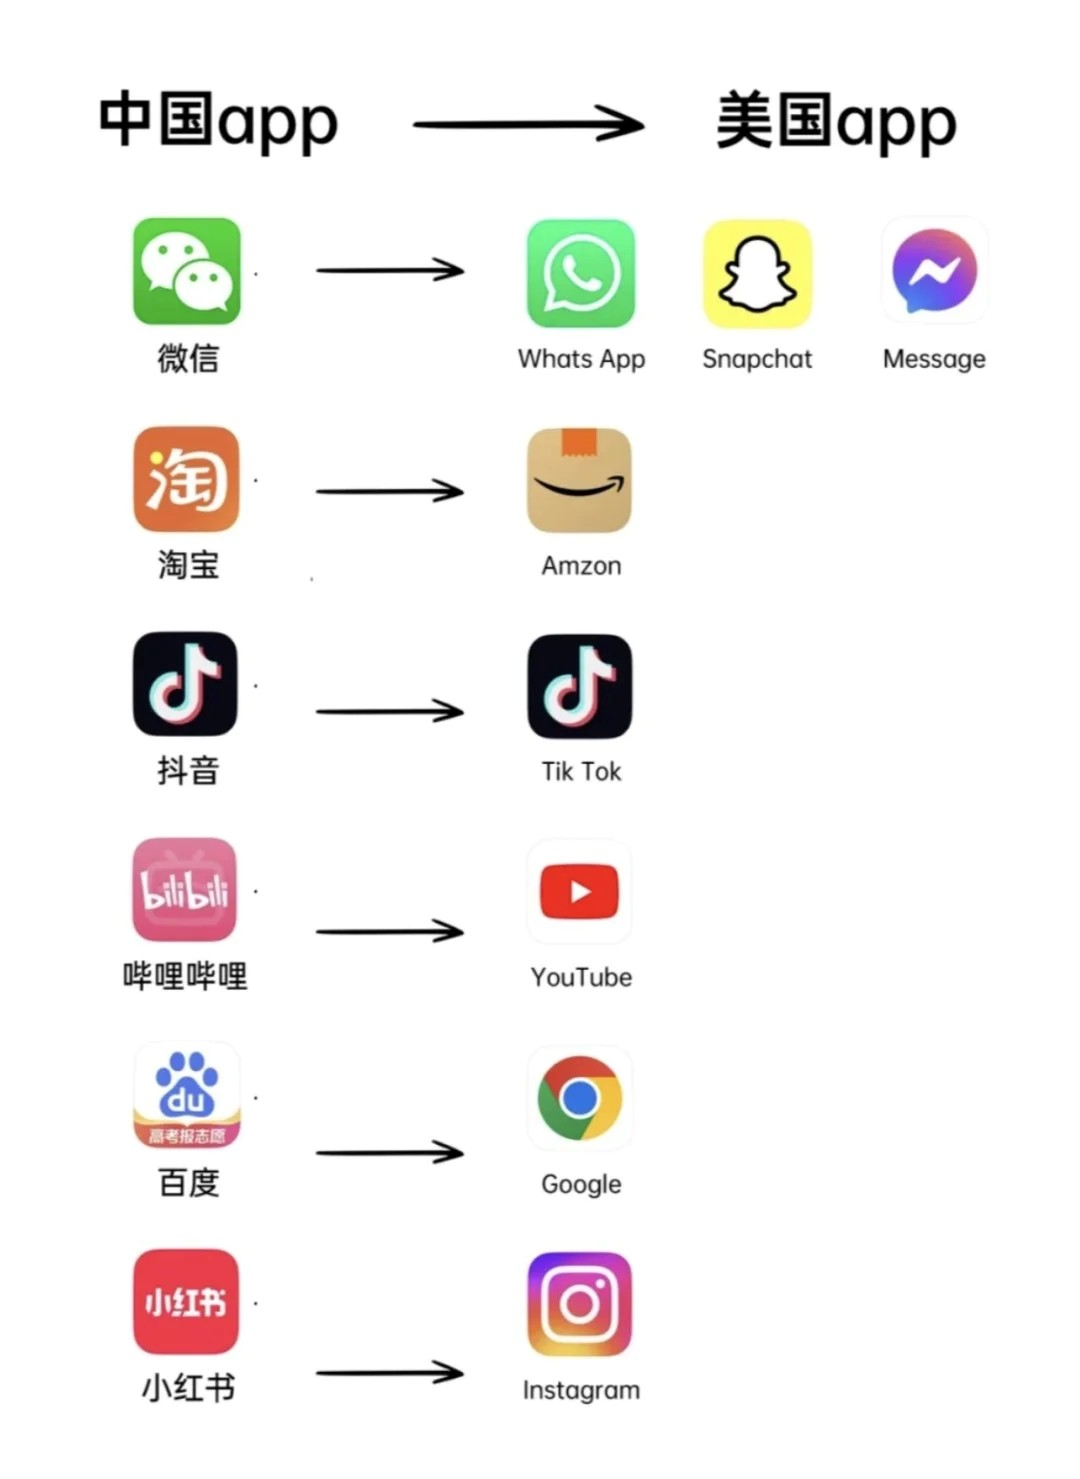 中国app
美国app
微信
Whats App
Snapchat
Message
淘
淘宝
Amzon
抖音
Tik Tok
bilibili
哔哩哔哩
YouTube
du
高考报志愿
百度
Google
小红书
小红书
Instagram